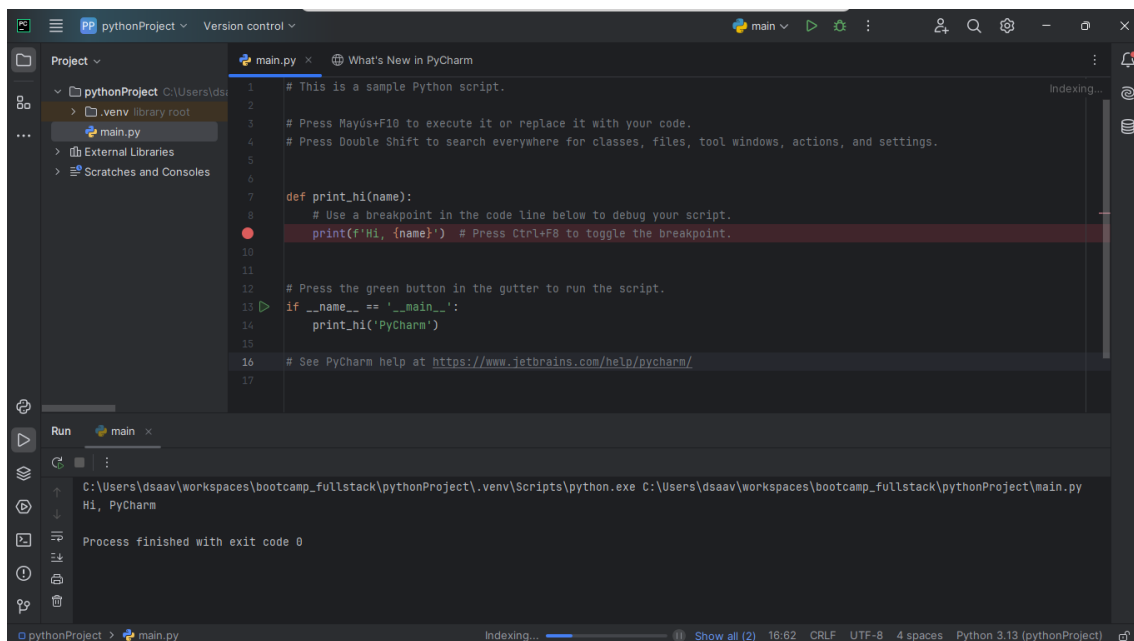 PC
PP pythonProject Version control main
Project
main.py
What's New in PyCharm
pythonProject C:\Users\dsa
.venv library root
main.py
External Libraries
Scratches and Consoles
Indexing...
1 # This is a sample Python script.
2
3 # Press Mayús+F10 to execute it or replace it with your code.
4 # Press Double Shift to search everywhere for classes, files, tool windows, actions, and settings.
5
6
7 def print_hi(name):
8 # Use a breakpoint in the code line below to debug your script.
print(f'Hi, {name}') # Press Ctrl+F8 to toggle the breakpoint.
10
11
12 # Press the green button in the gutter to run the script.
13 if __name__ == '__main__':
14 print_hi('PyCharm')
15
16 # See PyCharm help at https://www.jetbrains.com/help/pycharm/
17
Run main
C:\Users\dsaav\workspaces\bootcamp_fullstack\pythonProject\.venv\Scripts\python.exe C:\Users\dsaav\workspaces\bootcamp_fullstack\pythonProject\main.py
Hi, PyCharm
Process finished with exit code 0
pythonProject > main.py Indexing... Show all (2) 16:62 CRLF UTF-8 4 spaces Python 3.13 (pythonProject)